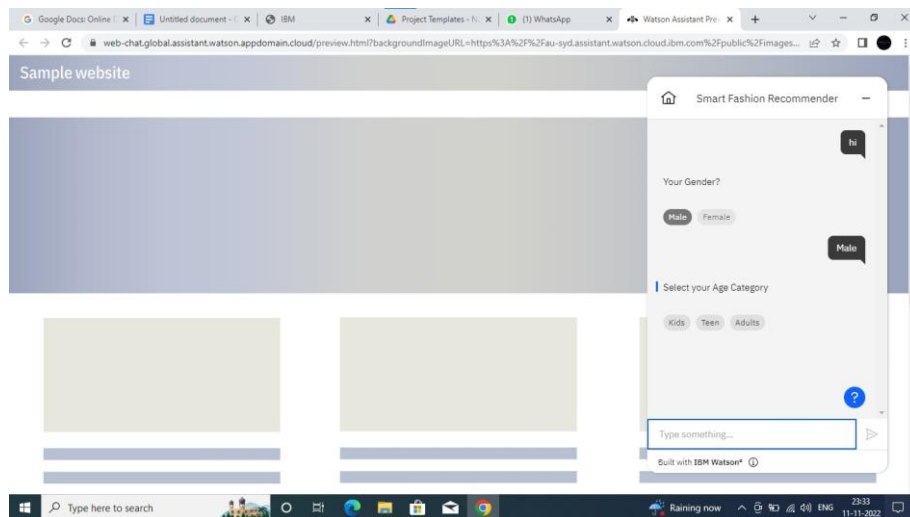 Google Docs: Online
Untitled document -
IBM
Project Templates - N
(1) WhatsApp
Watson Assistant Pre
web-chat.global.assistant.watson.appdomain.cloud/preview.html?backgroundImageURL=https%3A%2F%2Fau-syd.assistant.watson.cloud.ibm.com%2Fpublic%2Fimages...
Sample website
Smart Fashion Recommender
hi
Your Gender?
Male Female
Male
Select your Age Category
Kids Teen Adults
?
Type something...
Built with IBM Watson®
Type here to search
Raining now
ENG
23:33
11-11-2022